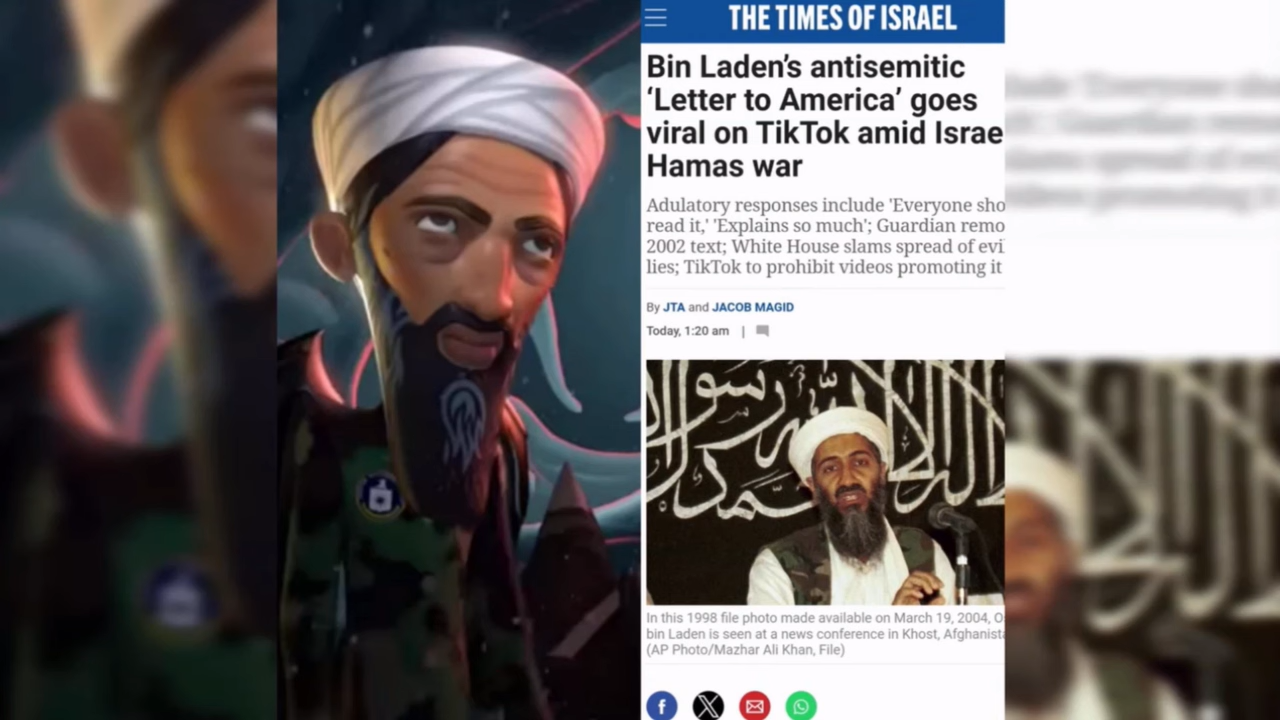 THE TIMES OF ISRAEL
Bin Laden's antisemitic
'Letter to America' goes
viral on TikTok amid Israe
Hamas war
Adulatory responses include 'Everyone sho
read it,' 'Explains so much'; Guardian remo
2002 text; White House slams spread of evi
lies; TikTok to prohibit videos promoting it
By JTA and JACOB MAGID
Today, 1:20 am |
In this 1998 file photo made available on March 19, 2004, O
bin Laden is seen at a news conference in Khost, Afghanista
(AP Photo/Mazhar Ali Khan, File)